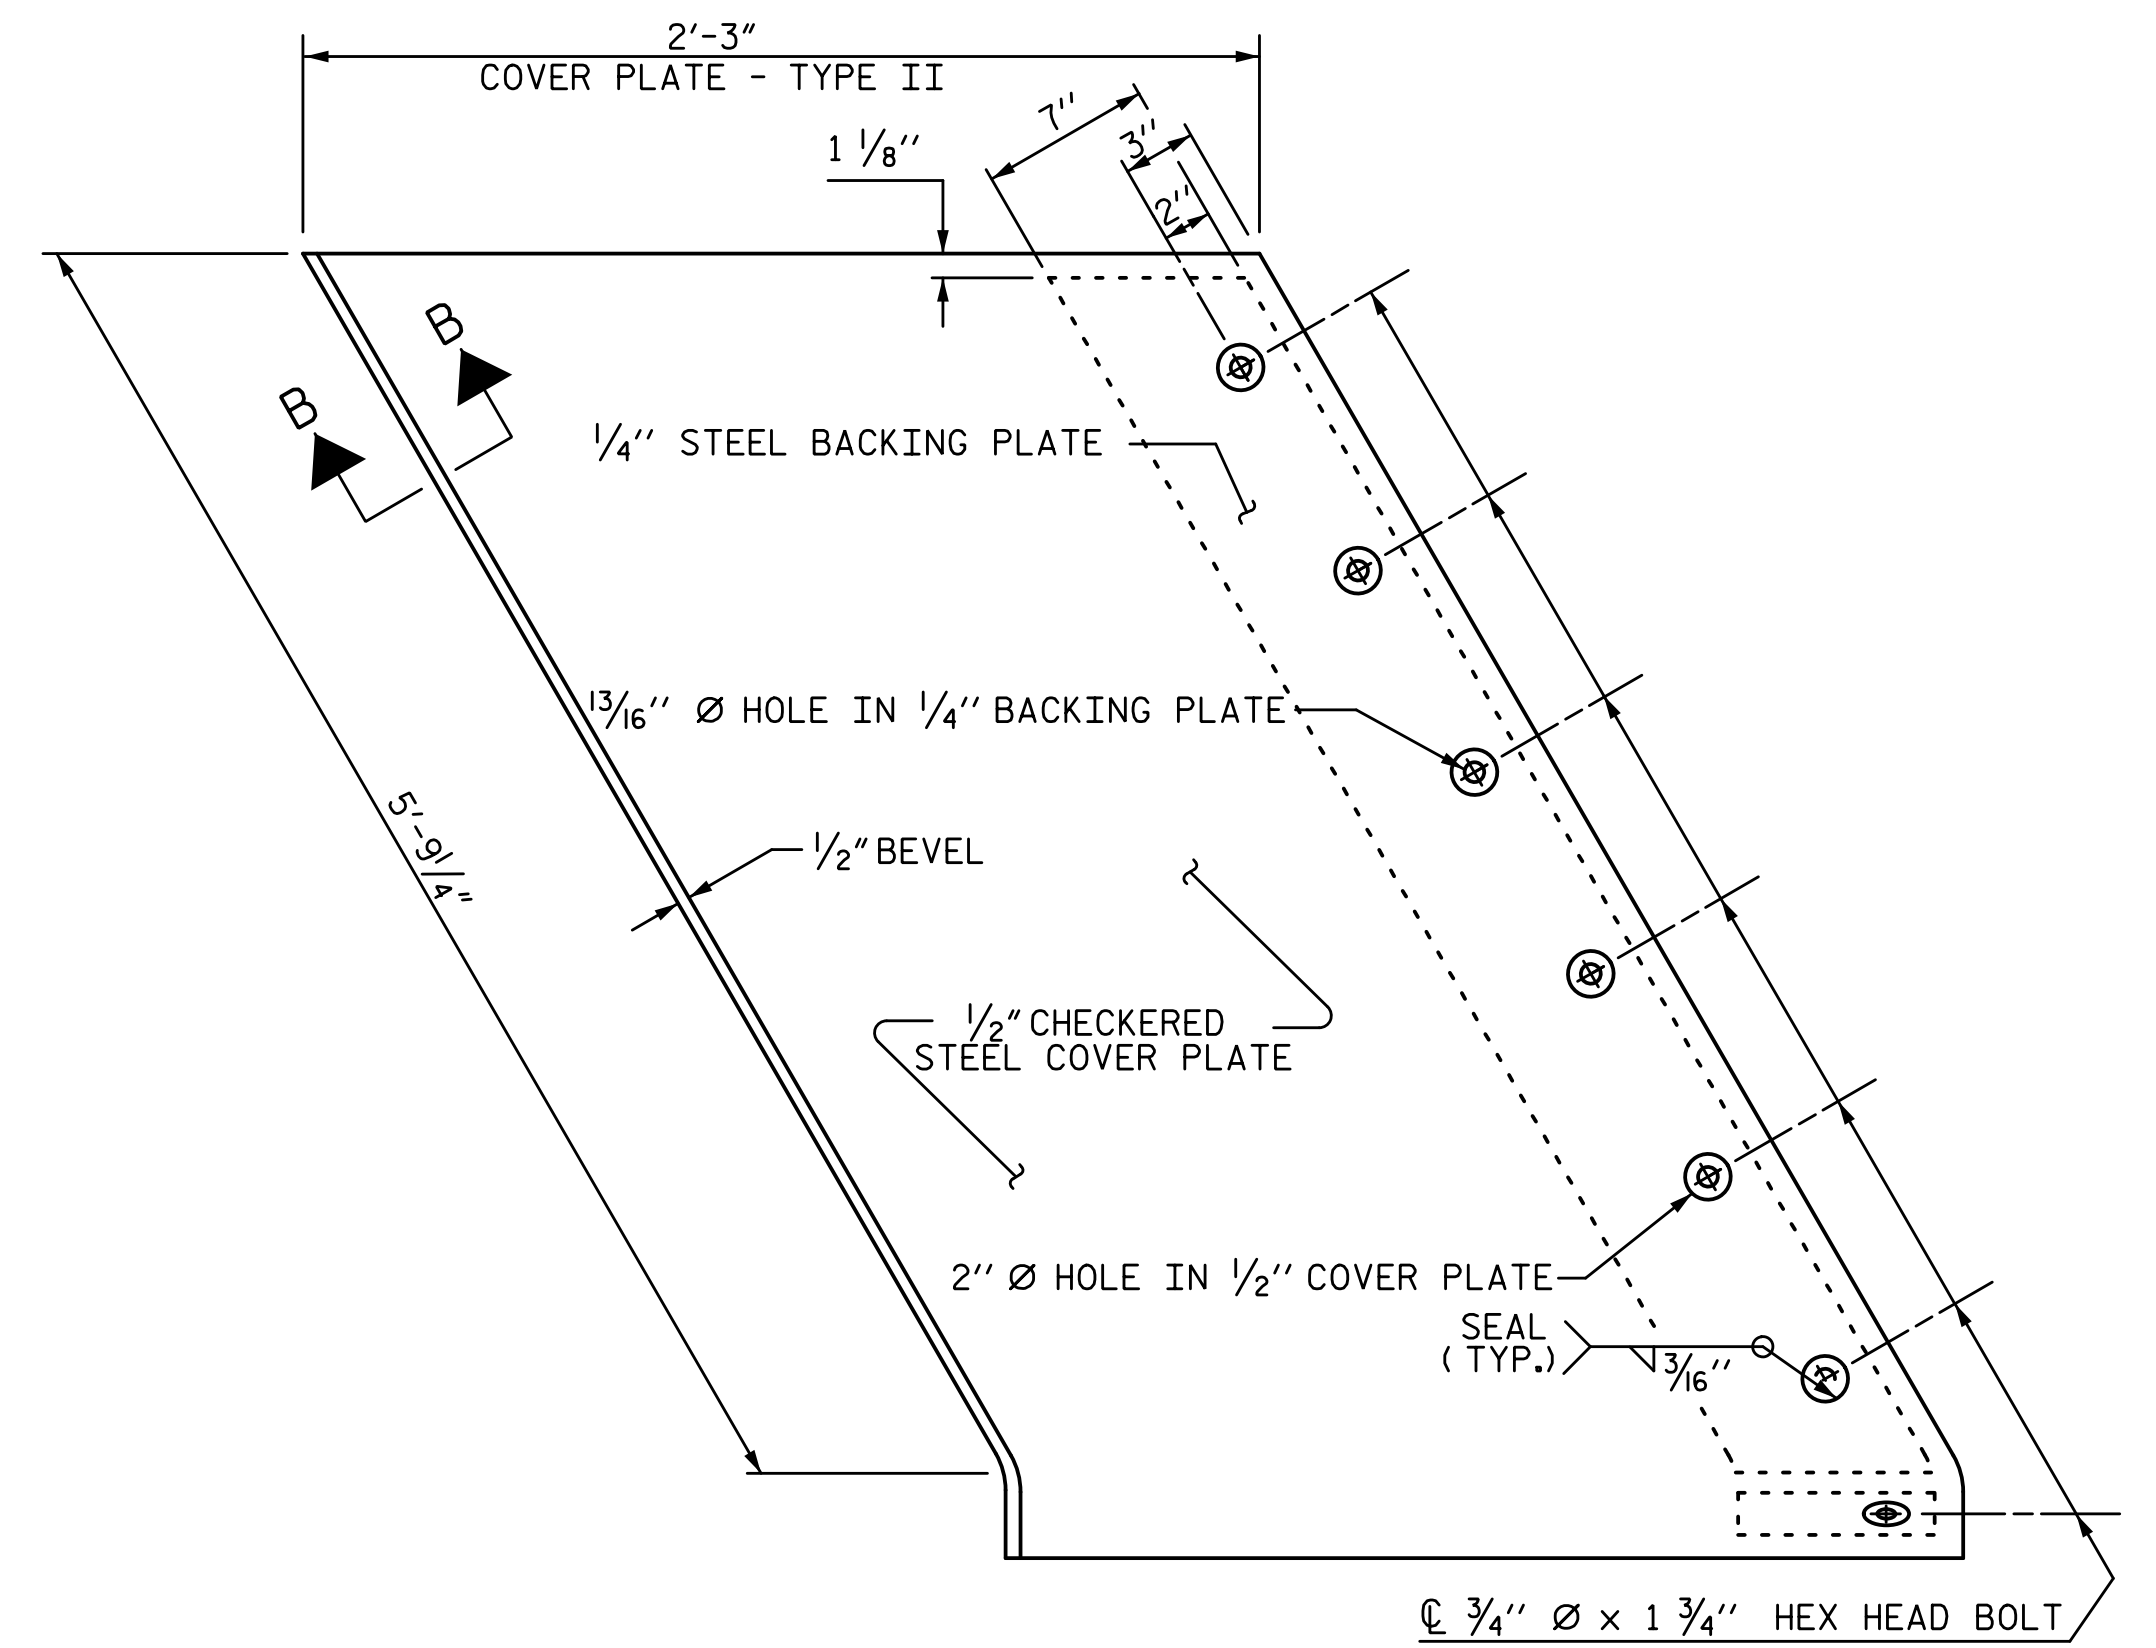 2'-3"
COVER PLATE - TYPE II
7"
3"
1 1/8"
2"
B
B
1/4" STEEL BACKING PLATE
13/16" Ø HOLE IN 1/4" BACKING PLATE
5'-9 1/4"
1/2" BEVEL
1/2" CHECKERED
STEEL COVER PLATE
2" Ø HOLE IN 1/2" COVER PLATE
SEAL
(TYP.)
3/16"
℄ 3/4" Ø x 1 3/4" HEX HEAD BOLT